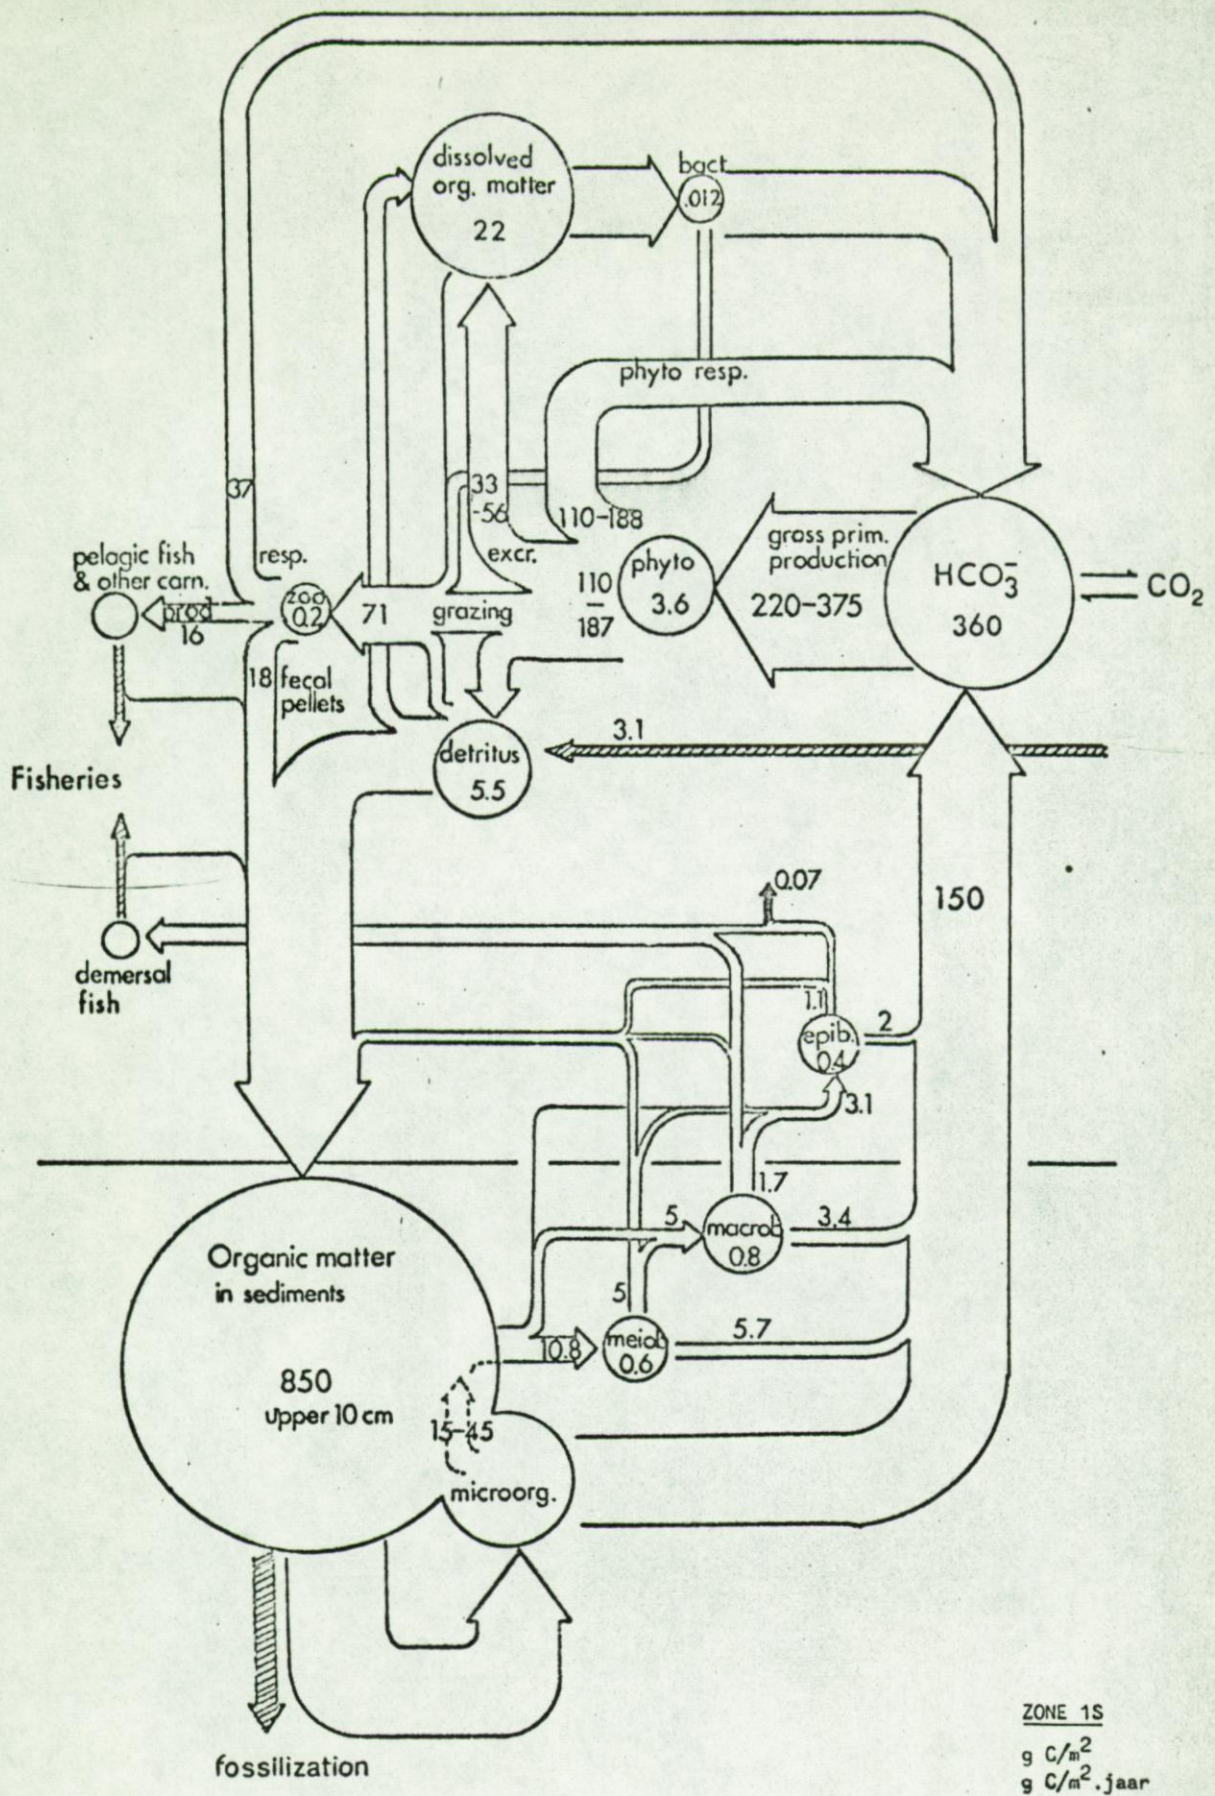 dissolved
org. matter
22
bact.
.012
phyto resp.
37
33
-56
110-188
excr.
pelagic fish
& other carn.
resp.
prod
16
zoo
0.2
71
grazing
110
-
187
phyto
3.6
gross prim.
production
220-375
HCO₃⁻
360
CO₂
18
fecal
pellets
detritus
5.5
3.1
Fisheries
0.07
150
demersal
fish
1.1
epib.
0.4
2
3.1
1.7
5
macrob.
0.8
3.4
Organic matter
in sediments
850
upper 10 cm
5
10.8
meiob.
0.6
5.7
15-45
microorg.
fossilization
ZONE 1S
g C/m²
g C/m².jaar